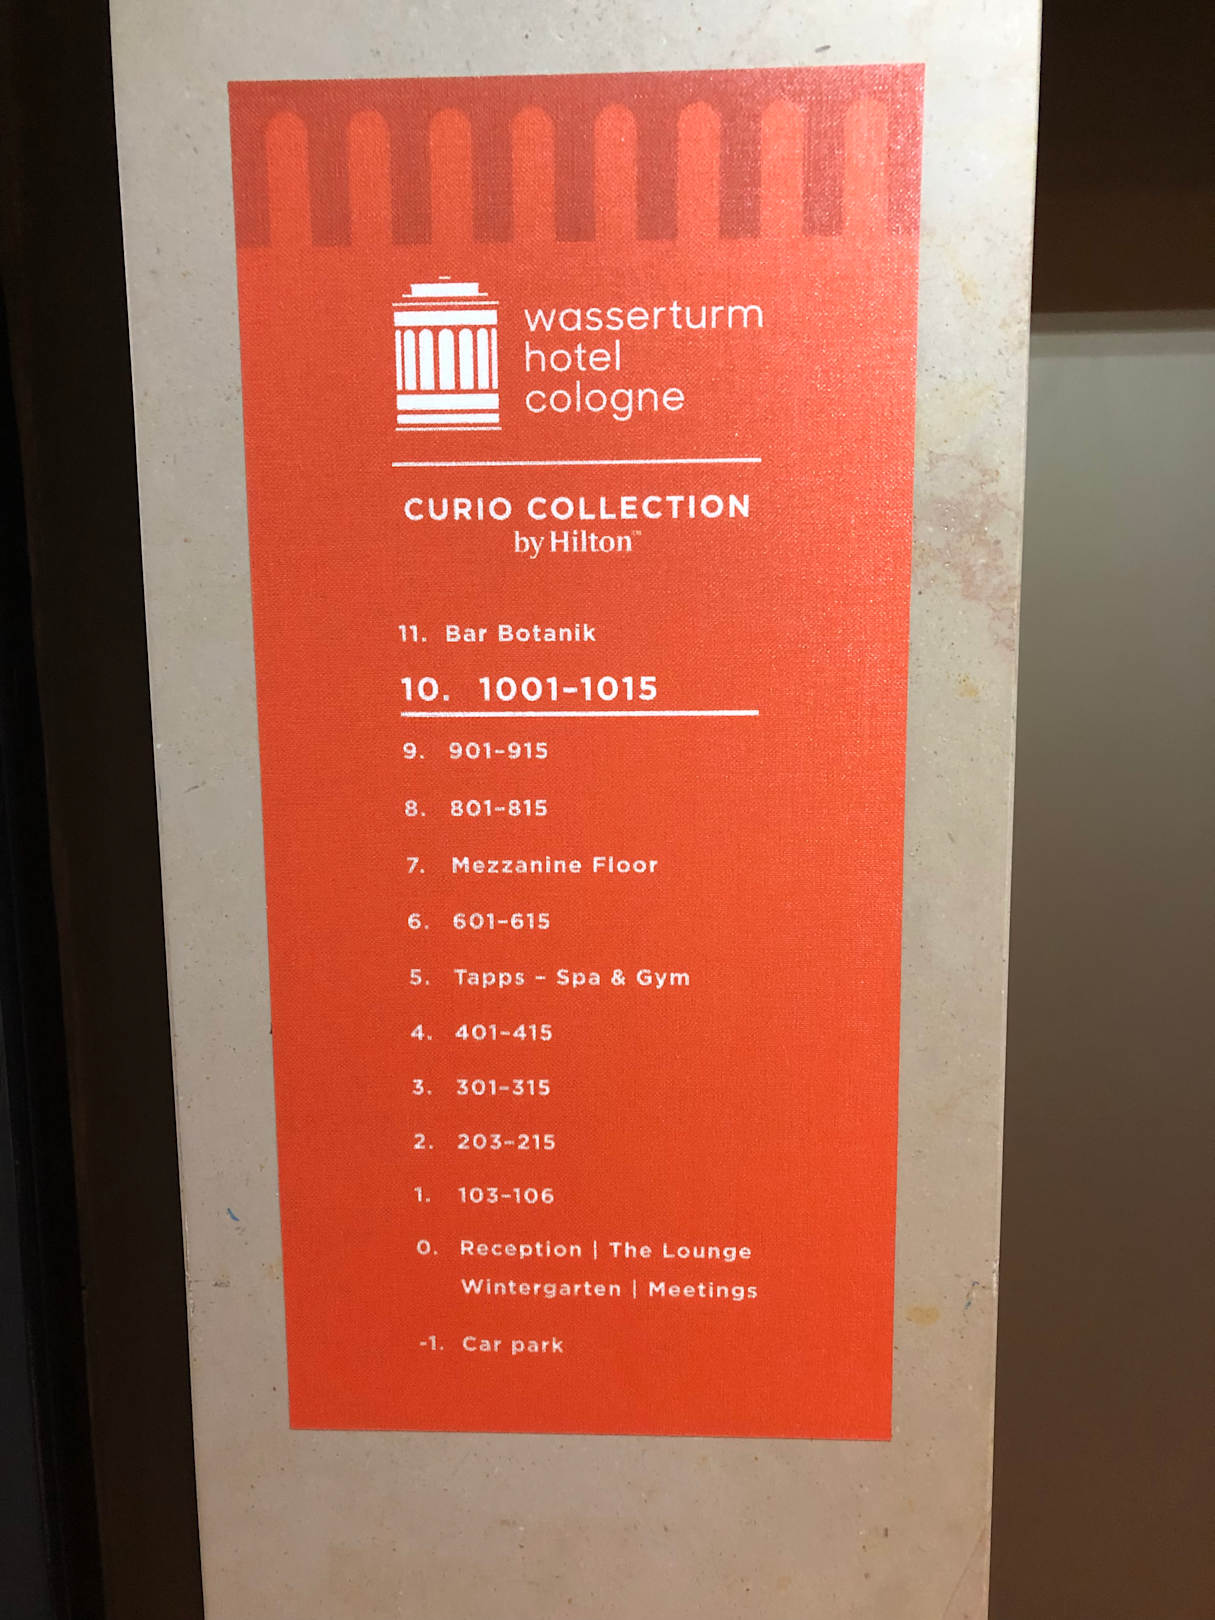 wasserturm
hotel
cologne
CURIO COLLECTION
by Hilton™
11. Bar Botanik
10. 1001-1015
9. 901-915
8. 801-815
7. Mezzanine Floor
6. 601-615
5. Tapps - Spa & Gym
4. 401-415
3. 301-315
2. 203-215
1. 103-106
0. Reception | The Lounge
Wintergarten | Meetings
-1. Car park